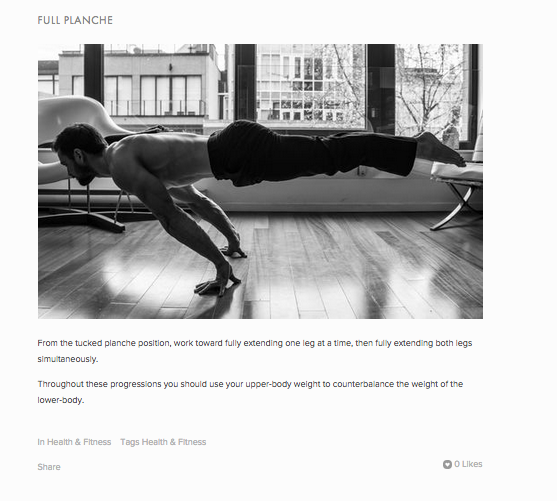 FULL PLANCHE
From the tucked planche position, work toward fully extending one leg at a time, then fully extending both legs
simultaneously.
Throughout these progressions you should use your upper-body weight to counterbalance the weight of the
lower-body.
In Health & Fitness Tags Health & Fitness
Share
0 Likes